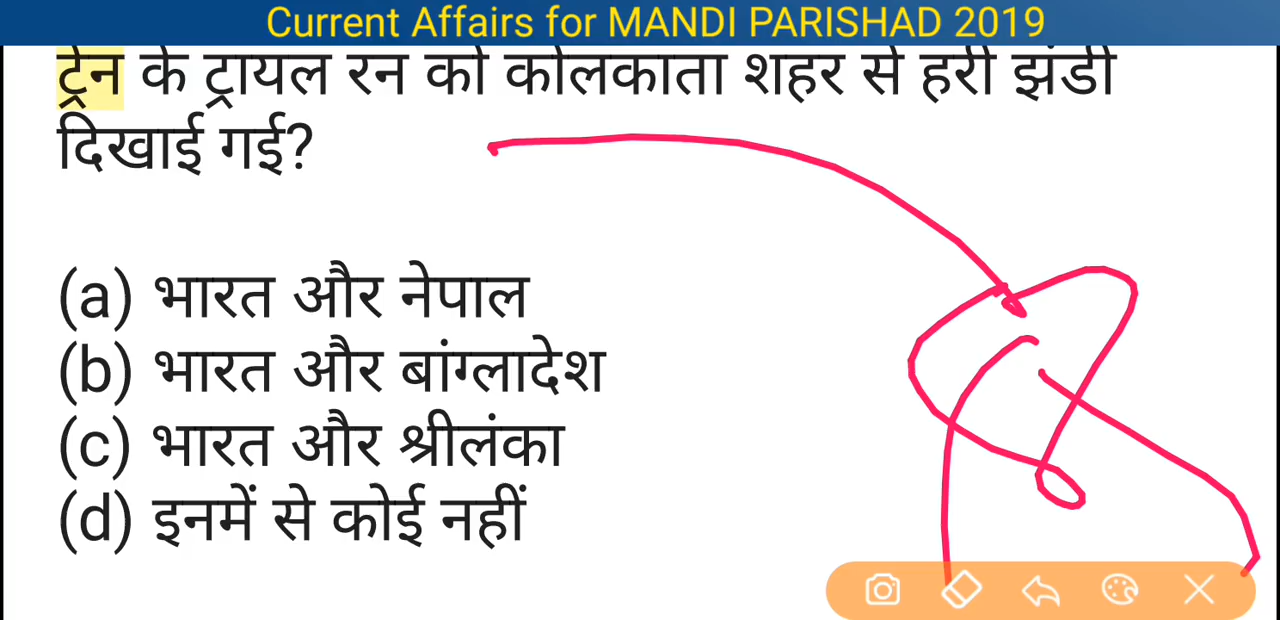 Current Affairs for MANDI PARISHAD 2019
ट्रेन के ट्रायल रन को कोलकाता शहर से हरी झंडी
दिखाई गई?
(a) भारत और नेपाल
(b) भारत और बांग्लादेश
(c) भारत और श्रीलंका
(d) इनमें से कोई नहीं